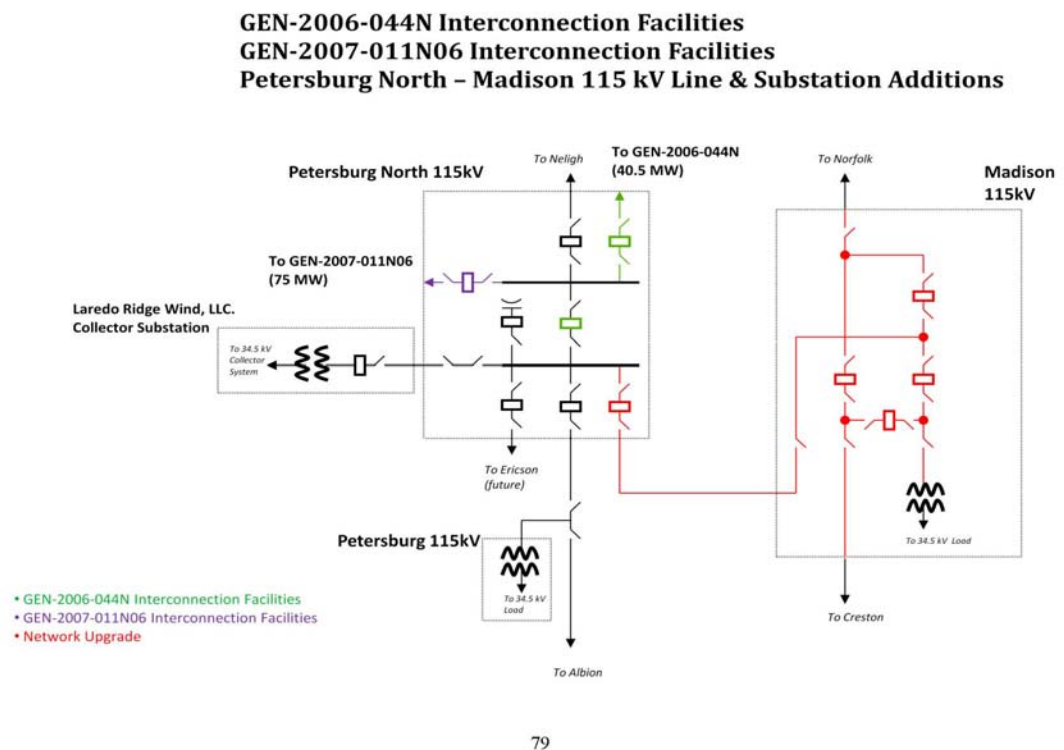 GEN-2006-044N Interconnection Facilities
GEN-2007-011N06 Interconnection Facilities
Petersburg North – Madison 115 kV Line & Substation Additions
To Neligh
To GEN-2006-044N
(40.5 MW)
To Norfolk
Petersburg North 115kV
Madison
115kV
To GEN-2007-011N06
(75 MW)
Laredo Ridge Wind, LLC.
Collector Substation
To 34.5 kV
Collector
System
To Ericson
(future)
Petersburg 115kV
To 34.5 kV Load
To 34.5 kV
Load
• GEN-2006-044N Interconnection Facilities
• GEN-2007-011N06 Interconnection Facilities
• Network Upgrade
To Creston
To Albion
79